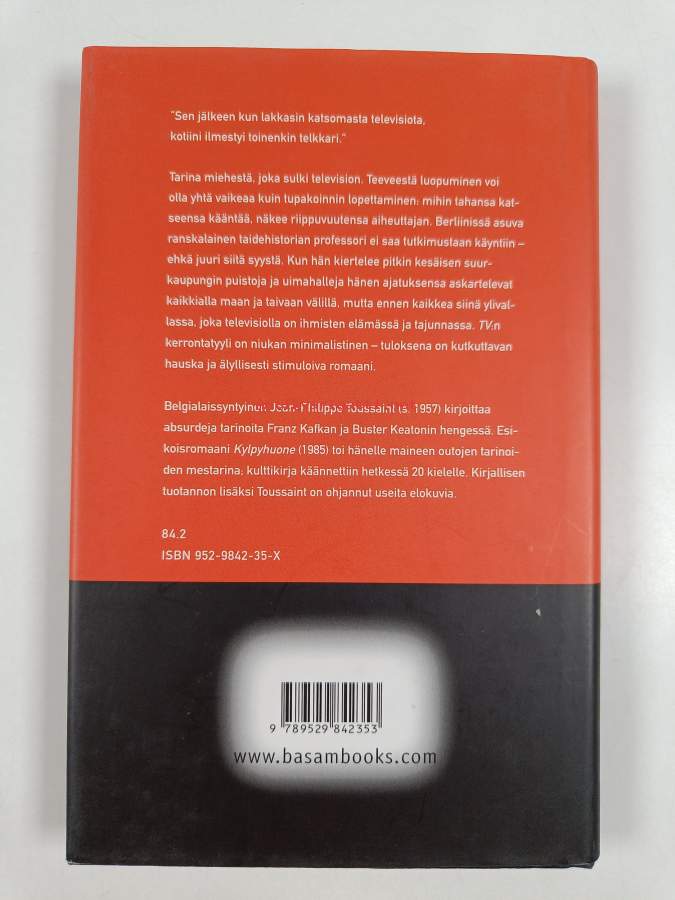 "Sen jälkeen kun lakkasin katsomasta televisiota,
kotiini ilmestyi toinenkin telkkari."
Tarina miehestä, joka sulki television. Teeveestä luopuminen voi
olla yhtä vaikeaa kuin tupakoinnin lopettaminen: mihin tahansa kat-
seensa kääntää, näkee riippuvuutensa aiheuttajan. Berliinissä asuva
ranskalainen taidehistorian professori ei saa tutkimustaan käyntiin –
ehkä juuri siitä syystä. Kun hän kiertelee pitkin kesäisen suur-
kaupungin puistoja ja uimahalleja hänen ajatuksensa askartelevat
kaikkialla maan ja taivaan välillä, mutta ennen kaikkea siinä ylival-
lassa, joka televisiolla on ihmisten elämässä ja tajunnassa. TV:n
kerrontatyyli on niukan minimalistinen – tuloksena on kutkuttavan
hauska ja älyllisesti stimuloiva romaani.
Belgialaissyntyinen Jean-Philippe Toussaint (s. 1957) kirjoittaa
absurdeja tarinoita Franz Kafkan ja Buster Keatonin hengessä. Esi-
koisromaani Kylpyhuone (1985) toi hänelle maineen outojen tarinoi-
den mestarina; kulttikirja käännettiin hetkessä 20 kielelle. Kirjallisen
tuotannon lisäksi Toussaint on ohjannut useita elokuvia.
84.2
ISBN 952-9842-35-X
9 789529 842353
www.basambooks.com